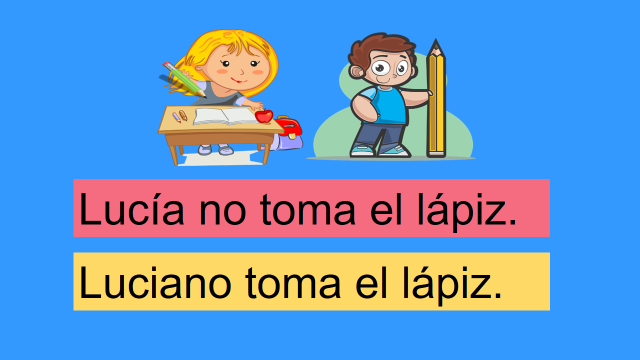 Lucía no toma el lápiz.
Luciano toma el lápiz.